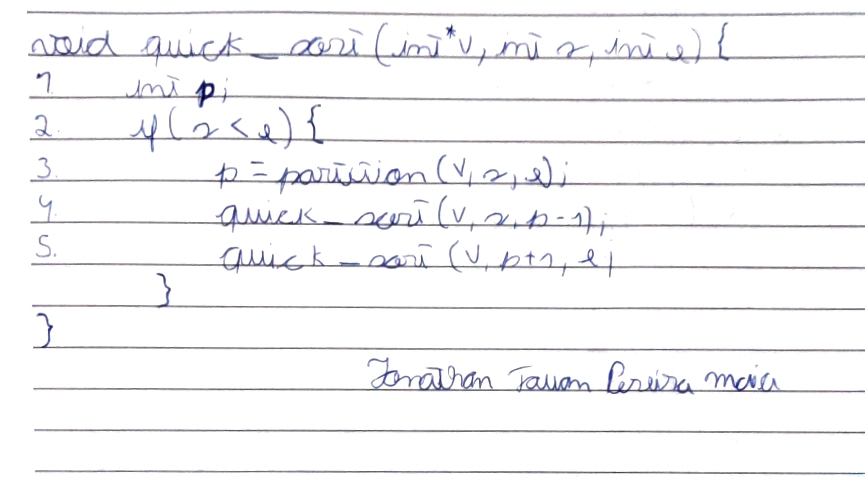 void quick_sort(int*v, int s, int e){
1 int p;
2. if(s<e){
3. p=partition(v,s,e);
4. quick_sort(v,s,p-1);
5. quick_sort(v,p+1,e)
}
}
Jonathan Tauan Pereira Maia